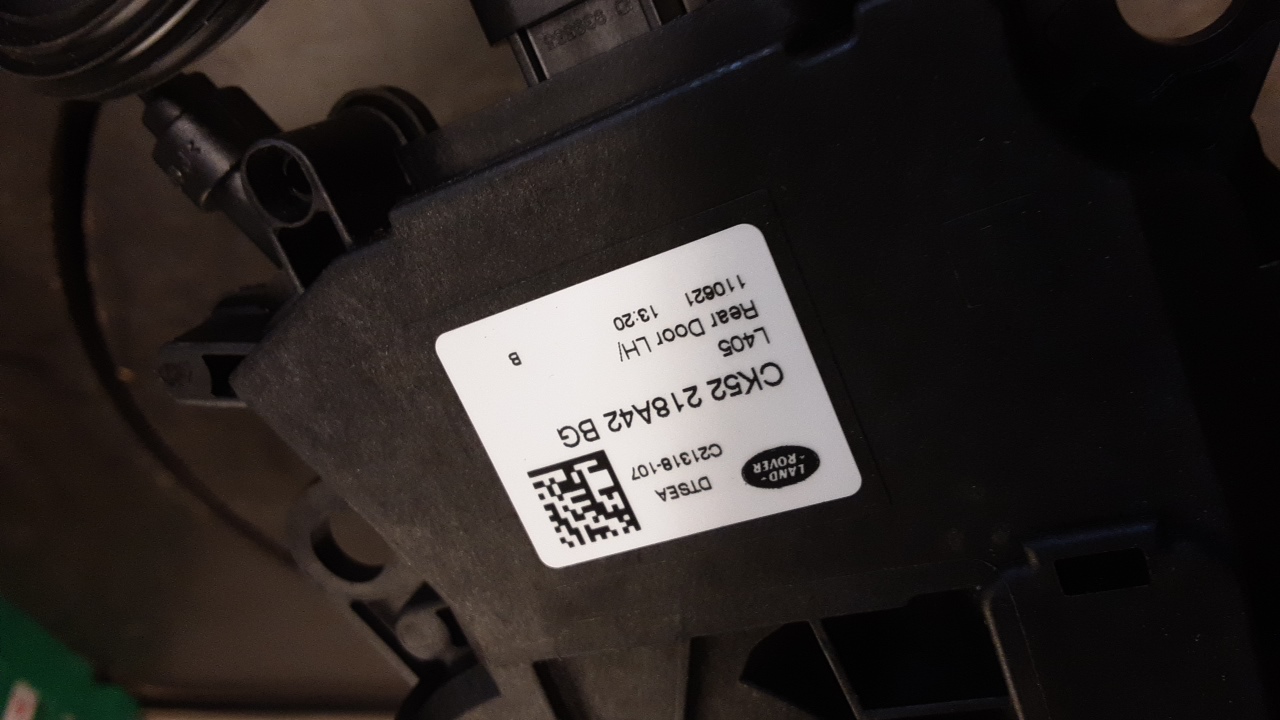 LAND-
-ROVER
DTSEA
C21318-107
CK52 218A42 BG
L405
Rear Door LH/
B
110621 13:20